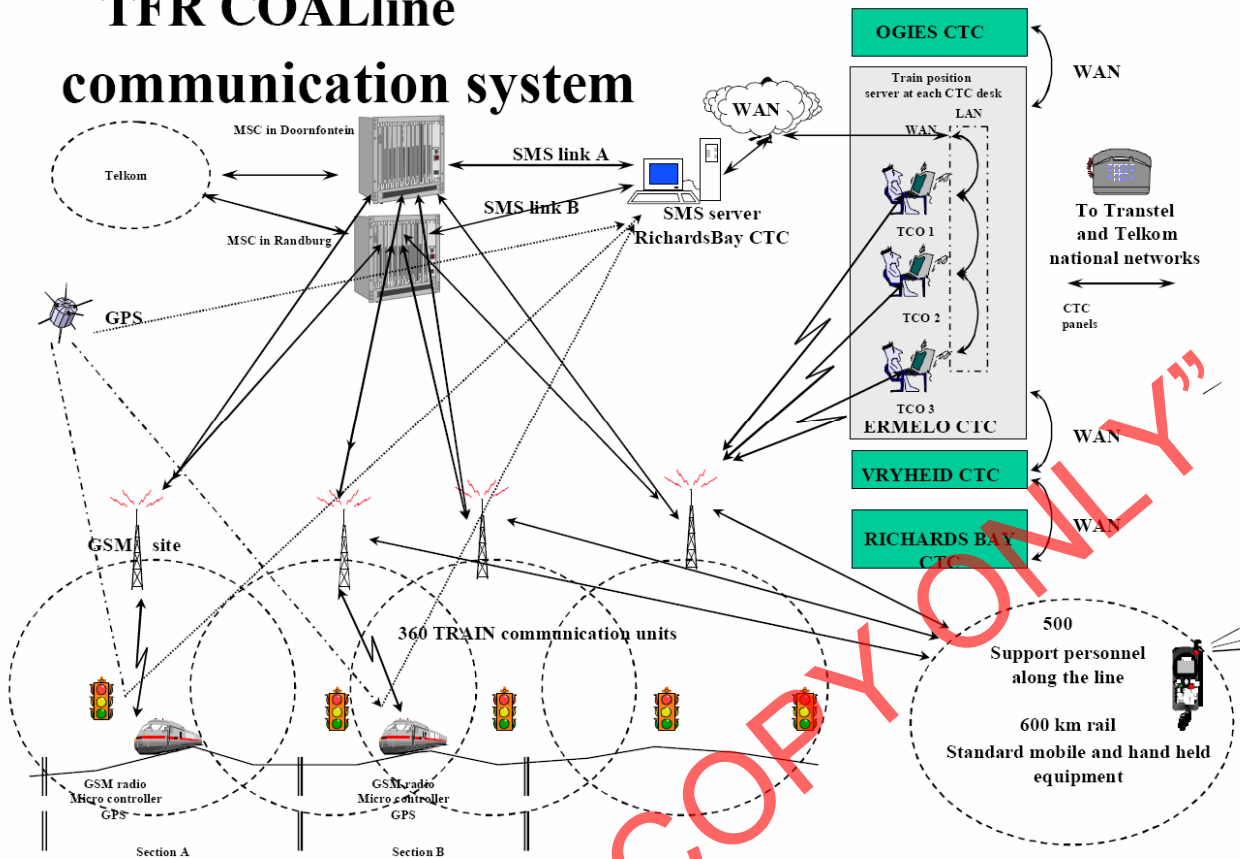 TFR COALline
communication system
OGIES CTC
WAN
Train position
server at each CTC desk
LAN
WAN
WAN
MSC in Doornfontein
Telkom
SMS link A
SMS link B
MSC in Randburg
SMS server
RichardsBay CTC
TCO 1
TCO 2
TCO 3
ERMELO CTC
To Transtel
and Telkom
national networks
CTC
panels
GPS
WAN
VRYHEID CTC
WAN
RICHARDS BAY
CTC
GSM site
360 TRAIN communication units
500
Support personnel
along the line
600 km rail
Standard mobile and hand held
equipment
GSM radio
Micro controller
GPS
GSM radio
Micro controller
GPS
Section A
Section B
COPY ONLY”